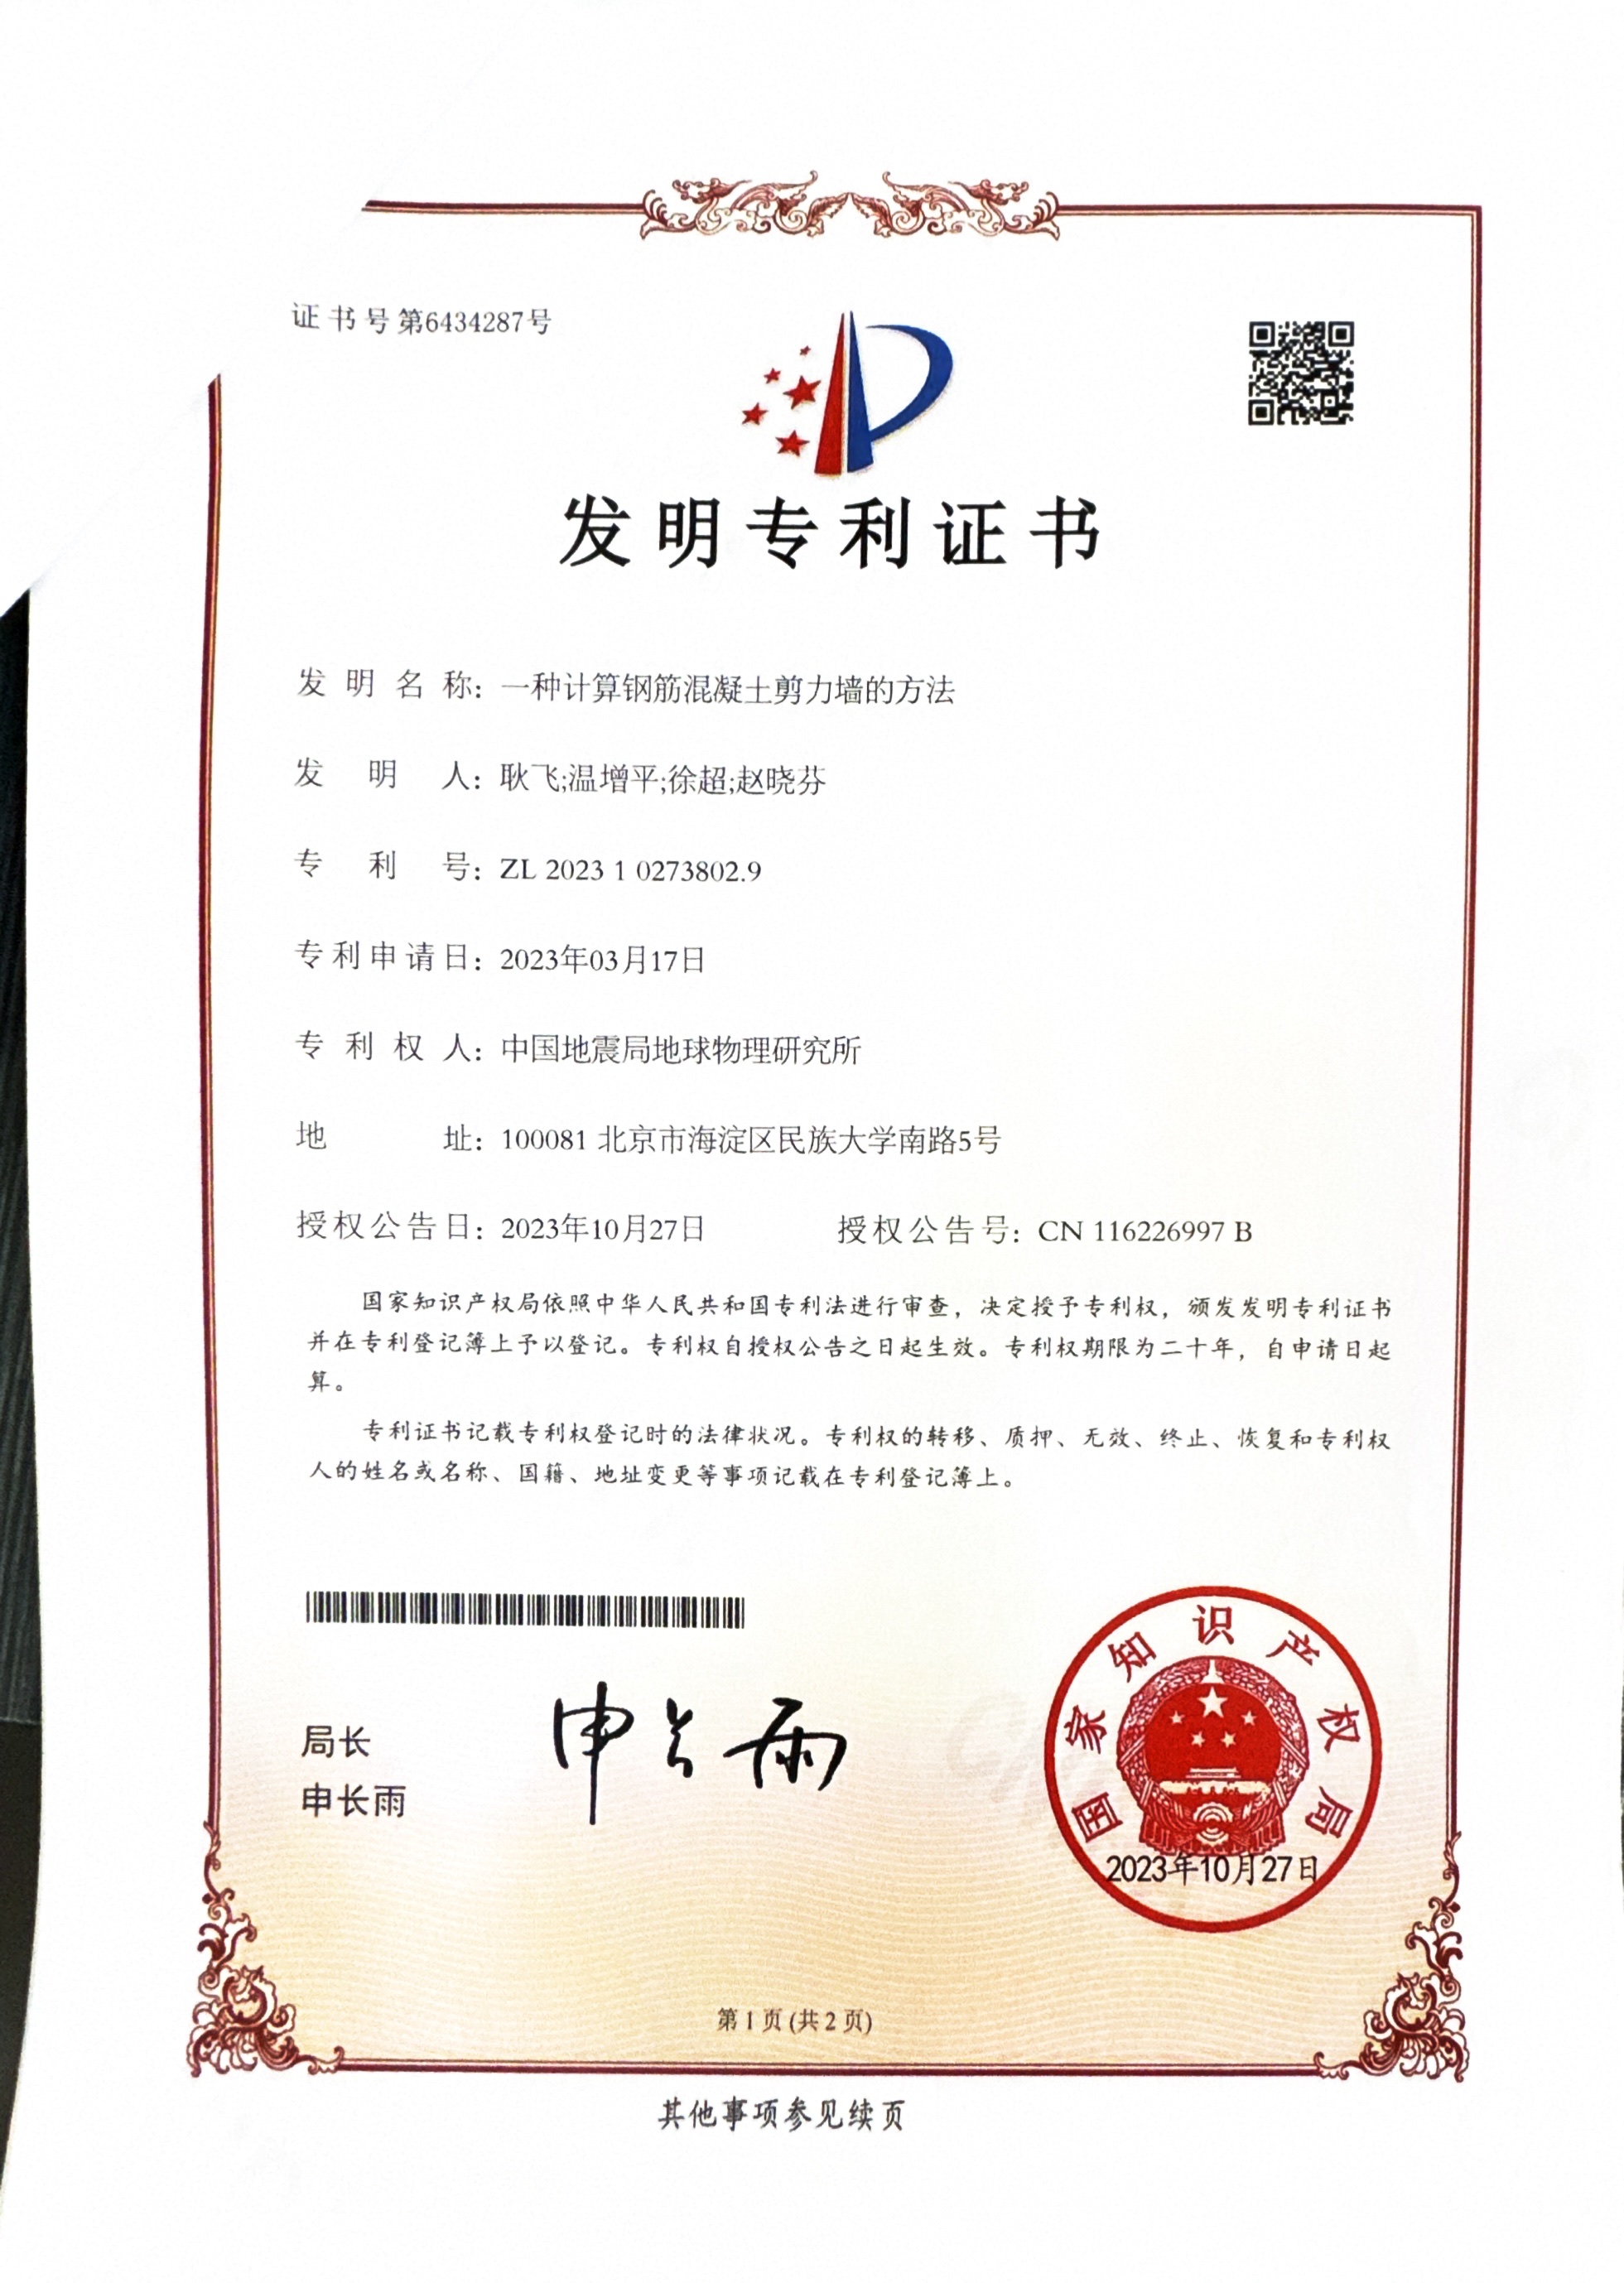 证书号第6434287号
发明专利证书
发明名称：一种计算钢筋混凝土剪力墙的方法
发明人：耿飞;温增平;徐超;赵晓芬
专利号：ZL 2023 1 0273802.9
专利申请日：2023年03月17日
专利权人：中国地震局地球物理研究所
地址：100081 北京市海淀区民族大学南路5号
授权公告日：2023年10月27日 授权公告号：CN 116226997 B
国家知识产权局依照中华人民共和国专利法进行审查，决定授予专利权，颁发发明专利证书
并在专利登记簿上予以登记。专利权自授权公告之日起生效。专利权期限为二十年，自申请日起
算。
专利证书记载专利权登记时的法律状况。专利权的转移、质押、无效、终止、恢复和专利权
人的姓名或名称、国籍、地址变更等事项记载在专利登记簿上。
局长
申长雨
申长雨
国家知识产权局
2023年10月27日
第1页(共2页)
其他事项参见续页